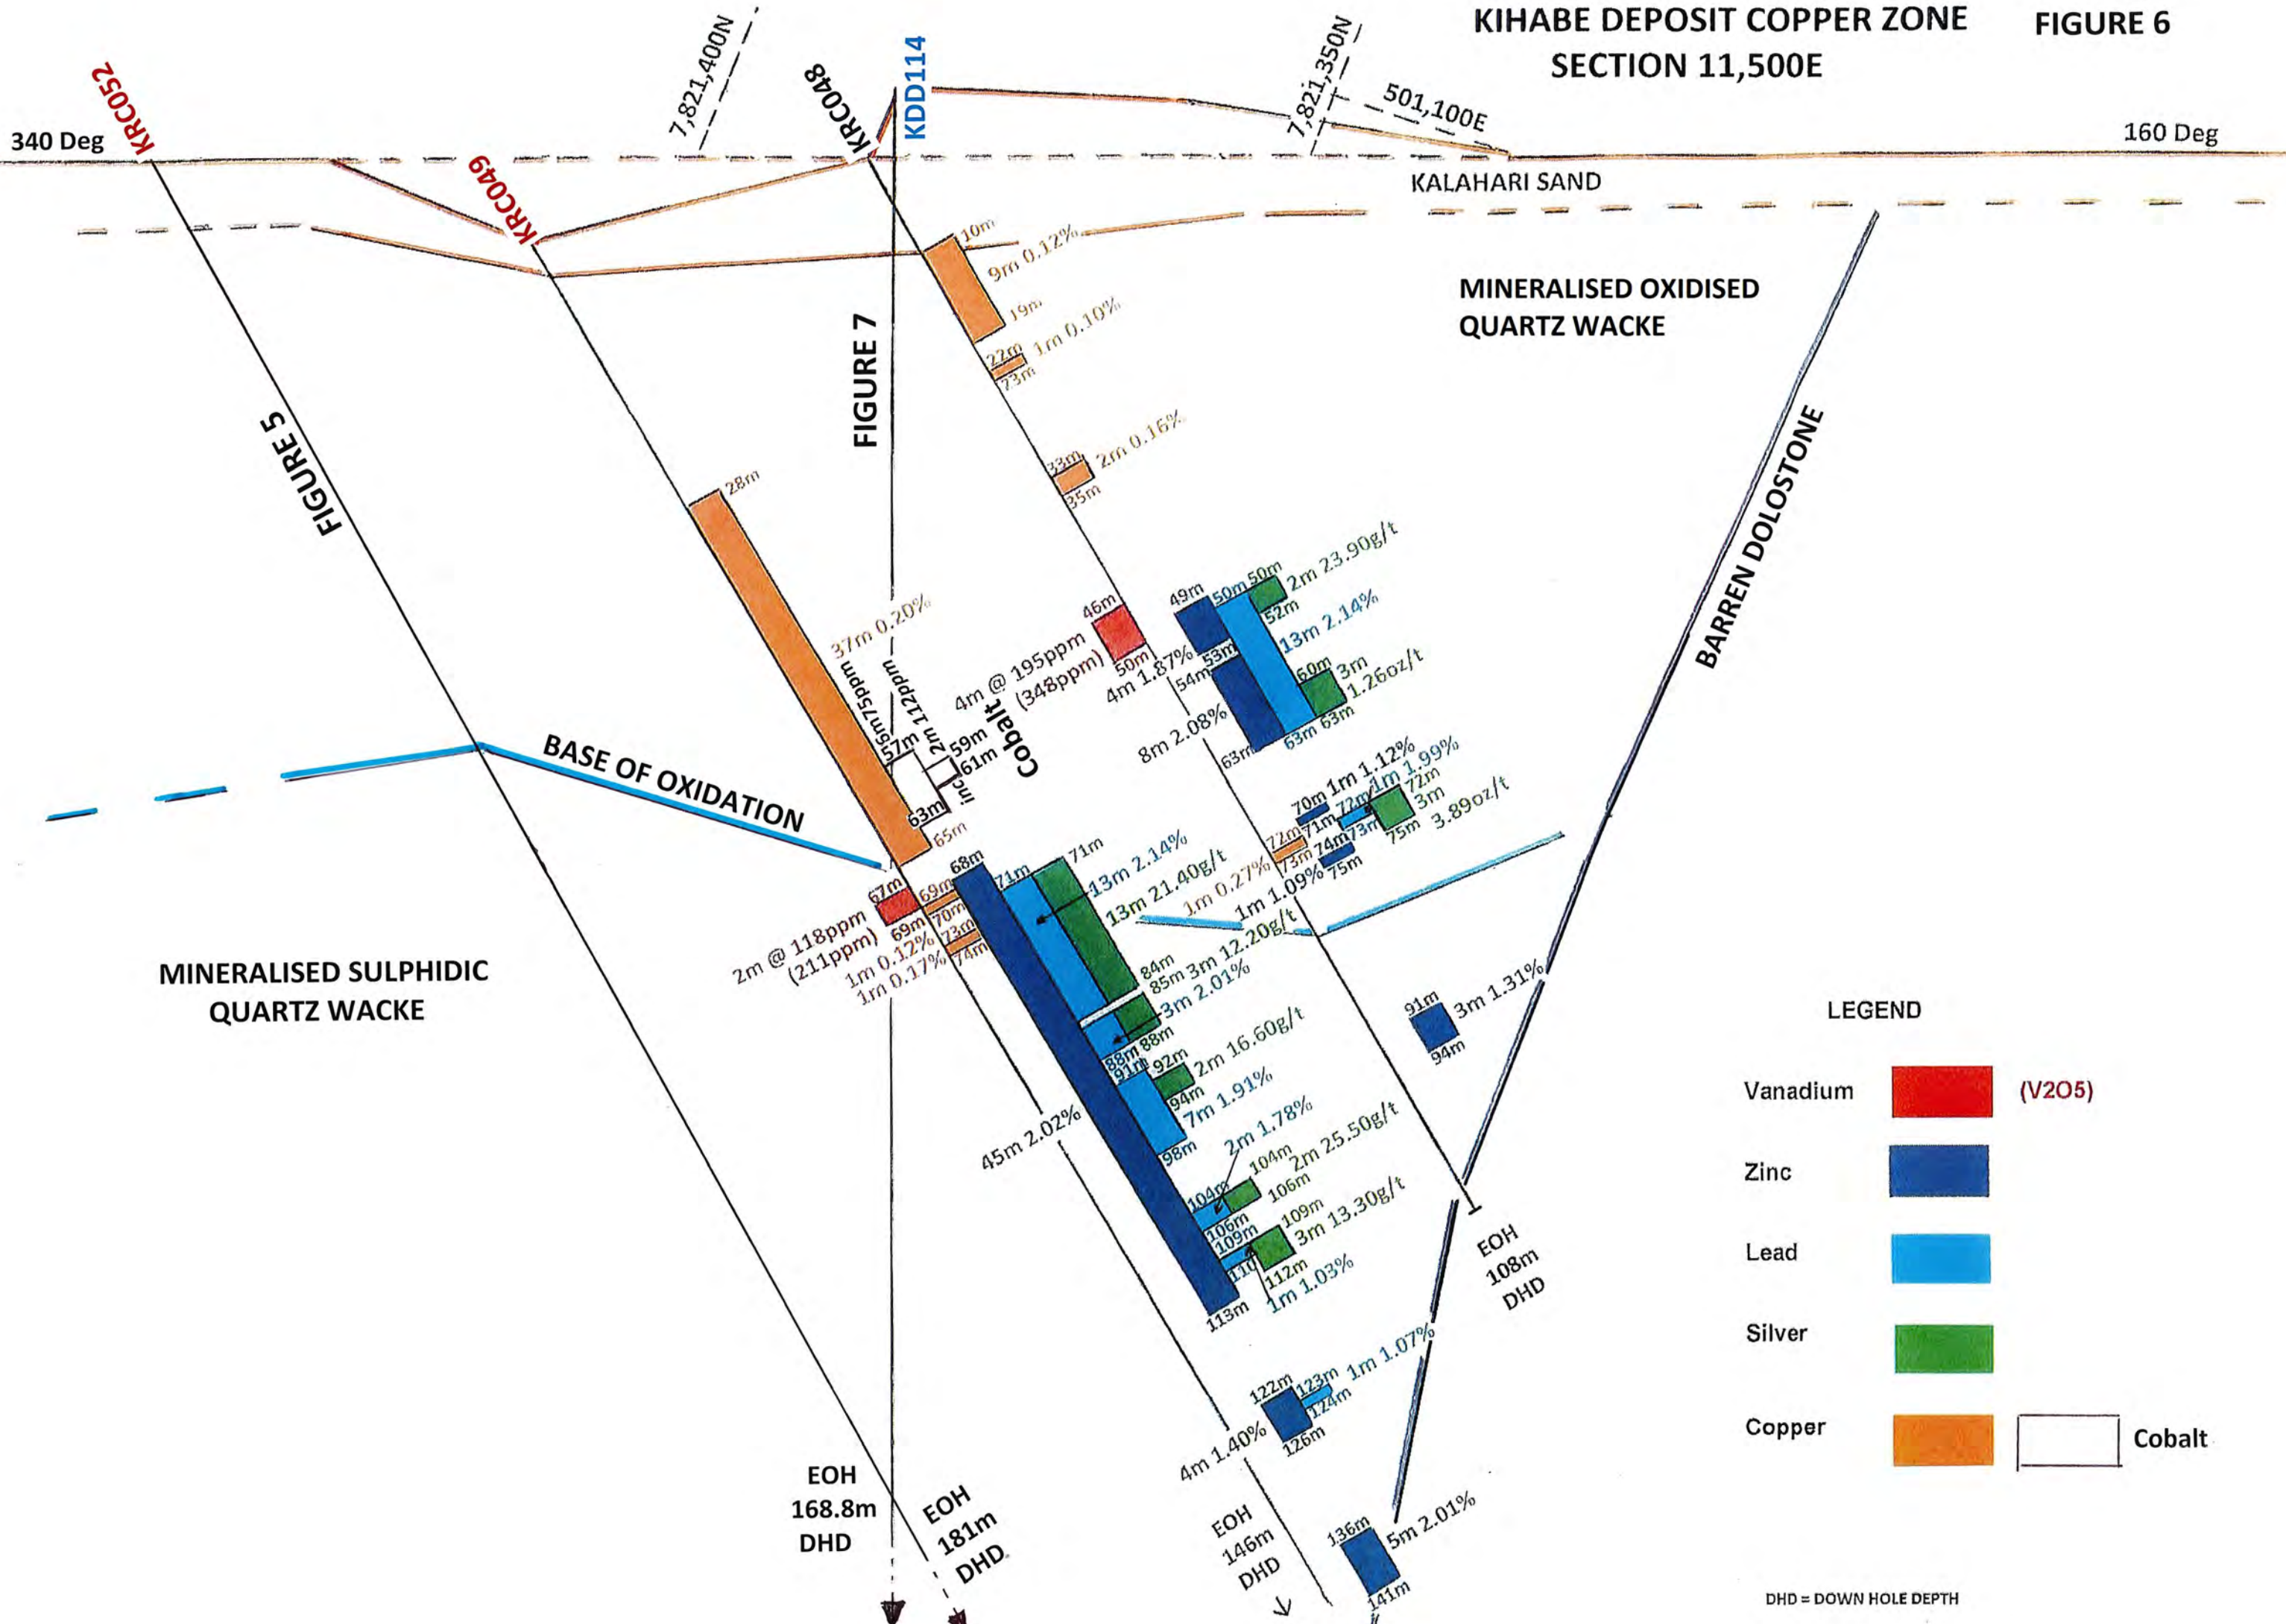 KIHABE DEPOSIT COPPER ZONE
SECTION 11,500E
FIGURE 6
340 Deg
KRC052
KRC049
7,821,400N
KRC048
KDD114
7,821,350N
501,100E
160 Deg
KALAHARI SAND
MINERALISED OXIDISED
QUARTZ WACKE
FIGURE 5
FIGURE 7
BARREN DOLOSTONE
BASE OF OXIDATION
MINERALISED SULPHIDIC
QUARTZ WACKE
10m
9m 0.12%
19m
22m
1m 0.10%
23m
33m
2m 0.16%
35m
46m
4m @ 195ppm
(348ppm)
50m
49m
4m 1.87%
53m
54m
8m 2.08%
63m
50m
13m 2.14%
63m
50m
2m 23.90g/t
52m
60m
3m
1.26oz/t
63m
70m
1m 1.12%
71m
72m
1m 1.99%
73m
72m
3m
3.89oz/t
75m
72m
73m
1m 0.27%
74m
75m
1m 1.09%
91m
3m 1.31%
94m
EOH
108m
DHD
28m
37m 0.20%
65m
57m
6m75ppm
63m
inc
2m 112ppm
59m
61m
Cobalt
67m
2m @ 118ppm
(211ppm)
69m
69m
70m
1m 0.12%
73m
74m
1m 0.17%
68m
45m 2.02%
113m
71m
13m 2.14%
71m
13m 21.40g/t
84m
85m
3m 12.20g/t
3m 2.01%
88m
88m
91m
7m 1.91%
98m
92m
2m 16.60g/t
94m
104m
2m 1.78%
106m
104m
2m 25.50g/t
106m
109m
110
1m 1.03%
109m
3m 13.30g/t
112m
122m
4m 1.40%
126m
123m
1m 1.07%
124m
136m
5m 2.01%
141m
EOH
146m
DHD
EOH
168.8m
DHD
EOH
181m
DHD
LEGEND
Vanadium
(V2O5)
Zinc
Lead
Silver
Copper
Cobalt
DHD = DOWN HOLE DEPTH